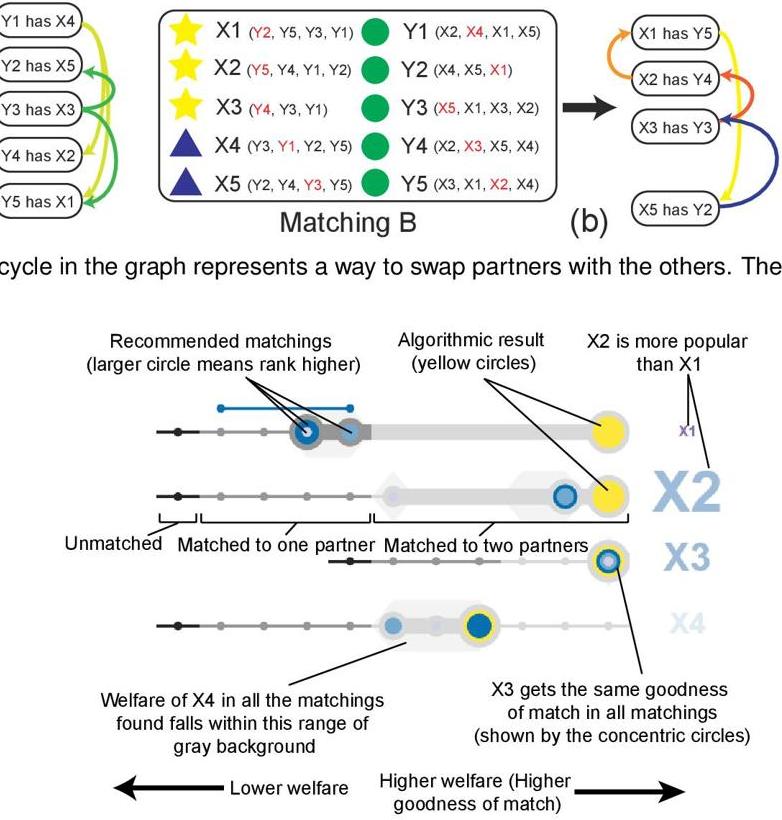 Y1 has X4
Y2 has X5
Y3 has X3
Y4 has X2
Y5 has X1
X1 (Y2, Y5, Y3, Y1) Y1 (X2, X4, X1, X5)
X2 (Y5, Y4, Y1, Y2) Y2 (X4, X5, X1)
X3 (Y4, Y3, Y1) Y3 (X5, X1, X3, X2)
X4 (Y3, Y1, Y2, Y5) Y4 (X2, X3, X5, X4)
X5 (Y2, Y4, Y3, Y5) Y5 (X3, X1, X2, X4)
Matching B
(b)
X1 has Y5
X2 has Y4
X3 has Y3
X5 has Y2
cycle in the graph represents a way to swap partners with the others. The
Recommended matchings
(larger circle means rank higher)
Algorithmic result
(yellow circles)
X2 is more popular
than X1
X1
X2
Unmatched Matched to one partner Matched to two partners
X3
X4
Welfare of X4 in all the matchings
found falls within this range of
gray background
X3 gets the same goodness
of match in all matchings
(shown by the concentric circles)
Lower welfare
Higher welfare (Higher
goodness of match)